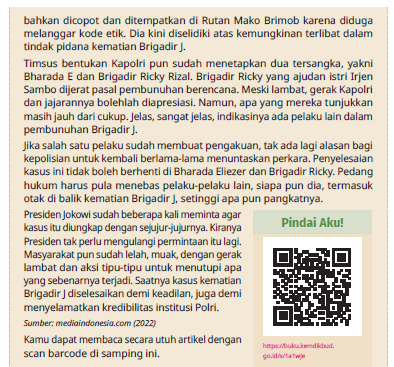 bahkan dicopot dan ditempatkan di Rutan Mako Brimob karena diduga
melanggar kode etik. Dia kini diselidiki atas kemungkinan terlibat dalam
tindak pidana kematian Brigadir J.
Timsus bentukan Kapolri pun sudah menetapkan dua tersangka, yakni
Bharada E dan Brigadir Ricky Rizal. Brigadir Ricky yang ajudan istri Irjen
Sambo dijerat pasal pembunuhan berencana. Meski lambat, gerak Kapolri
dan jajarannya bolehlah diapresiasi. Namun, apa yang mereka tunjukkan
masih jauh dari cukup. Jelas, sangat jelas, indikasinya ada pelaku lain dalam
pembunuhan Brigadir J.
Jika salah satu pelaku sudah membuat pengakuan, tak ada lagi alasan bagi
kepolisian untuk kembali berlama-lama menuntaskan perkara. Penyelesaian
kasus ini tidak boleh berhenti di Bharada Eliezer dan Brigadir Ricky. Pedang
hukum harus pula menebas pelaku-pelaku lain, siapa pun dia, termasuk
otak di balik kematian Brigadir J, setinggi apa pun pangkatnya.
Presiden Jokowi sudah beberapa kali meminta agar
kasus itu diungkap dengan sejujur-jujurnya. Kiranya
Presiden tak perlu mengulangi permintaan itu lagi.
Masyarakat pun sudah lelah, muak, dengan gerak
lambat dan aksi tipu-tipu untuk menutupi apa
yang sebenarnya terjadi. Saatnya kasus kematian
Brigadir J diselesaikan demi keadilan, juga demi
menyelamatkan kredibilitas institusi Polri.
Sumber: mediaindonesia.com (2022)
Kamu dapat membaca secara utuh artikel dengan
scan barcode di samping ini.
Pindai Aku!
https://buku.kemdikbud.
go.id/s/1a1wje